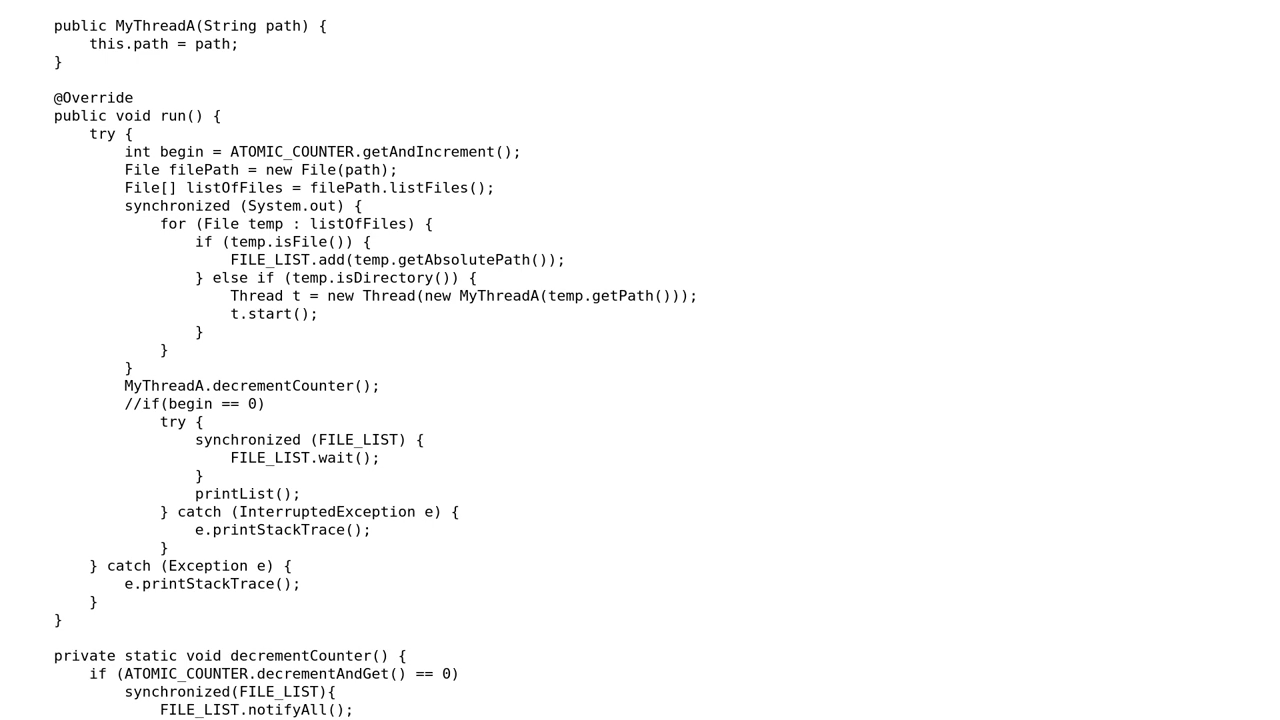 public MyThreadA(String path) {
    this.path = path;
}

@Override
public void run() {
    try {
        int begin = ATOMIC_COUNTER.getAndIncrement();
        File filePath = new File(path);
        File[] listOfFiles = filePath.listFiles();
        synchronized (System.out) {
            for (File temp : listOfFiles) {
                if (temp.isFile()) {
                    FILE_LIST.add(temp.getAbsolutePath());
                } else if (temp.isDirectory()) {
                    Thread t = new Thread(new MyThreadA(temp.getPath()));
                    t.start();
                }
            }
        }
        MyThreadA.decrementCounter();
        //if(begin == 0)
            try {
                synchronized (FILE_LIST) {
                    FILE_LIST.wait();
                }
                printList();
            } catch (InterruptedException e) {
                e.printStackTrace();
            }
    } catch (Exception e) {
        e.printStackTrace();
    }
}

private static void decrementCounter() {
    if (ATOMIC_COUNTER.decrementAndGet() == 0)
        synchronized(FILE_LIST){
            FILE_LIST.notifyAll();